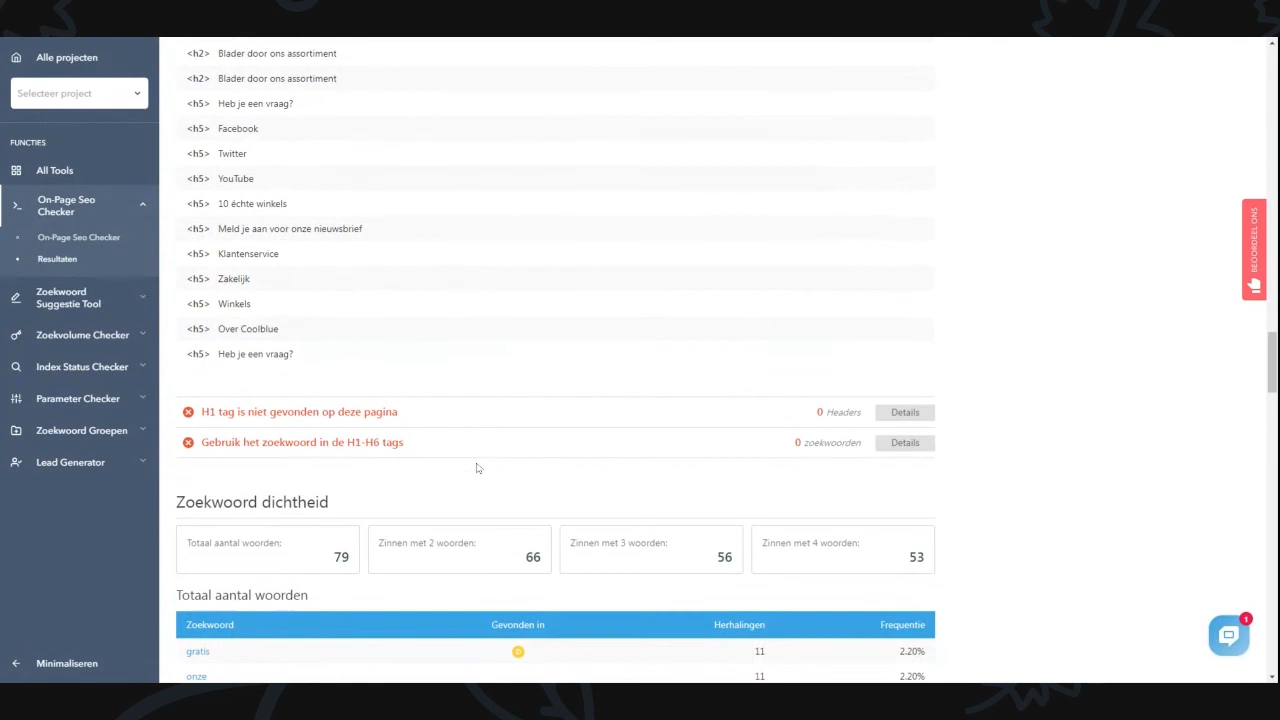 Alle projecten
Selecteer project
FUNCTIES
All Tools
On-Page Seo
Checker
On-Page Seo Checker
Resultaten
Zoekwoord
Suggestie Tool
Zoekvolume Checker
Index Status Checker
Parameter Checker
Zoekwoord Groepen
Lead Generator
Minimaliseren
<h2> Blader door ons assortiment
<h2> Blader door ons assortiment
<h5> Heb je een vraag?
<h5> Facebook
<h5> Twitter
<h5> YouTube
<h5> 10 échte winkels
<h5> Meld je aan voor onze nieuwsbrief
<h5> Klantenservice
<h5> Zakelijk
<h5> Winkels
<h5> Over Coolblue
<h5> Heb je een vraag?
H1 tag is niet gevonden op deze pagina 0 Headers Details
Gebruik het zoekwoord in de H1-H6 tags 0 zoekwoorden Details
Zoekwoord dichtheid
Totaal aantal woorden: 79
Zinnen met 2 woorden: 66
Zinnen met 3 woorden: 56
Zinnen met 4 woorden: 53
Totaal aantal woorden
Zoekwoord Gevonden in Herhalingen Frequentie
gratis D 11 2.20%
onze 11 2.20%
BEOORDEEL ONS
1